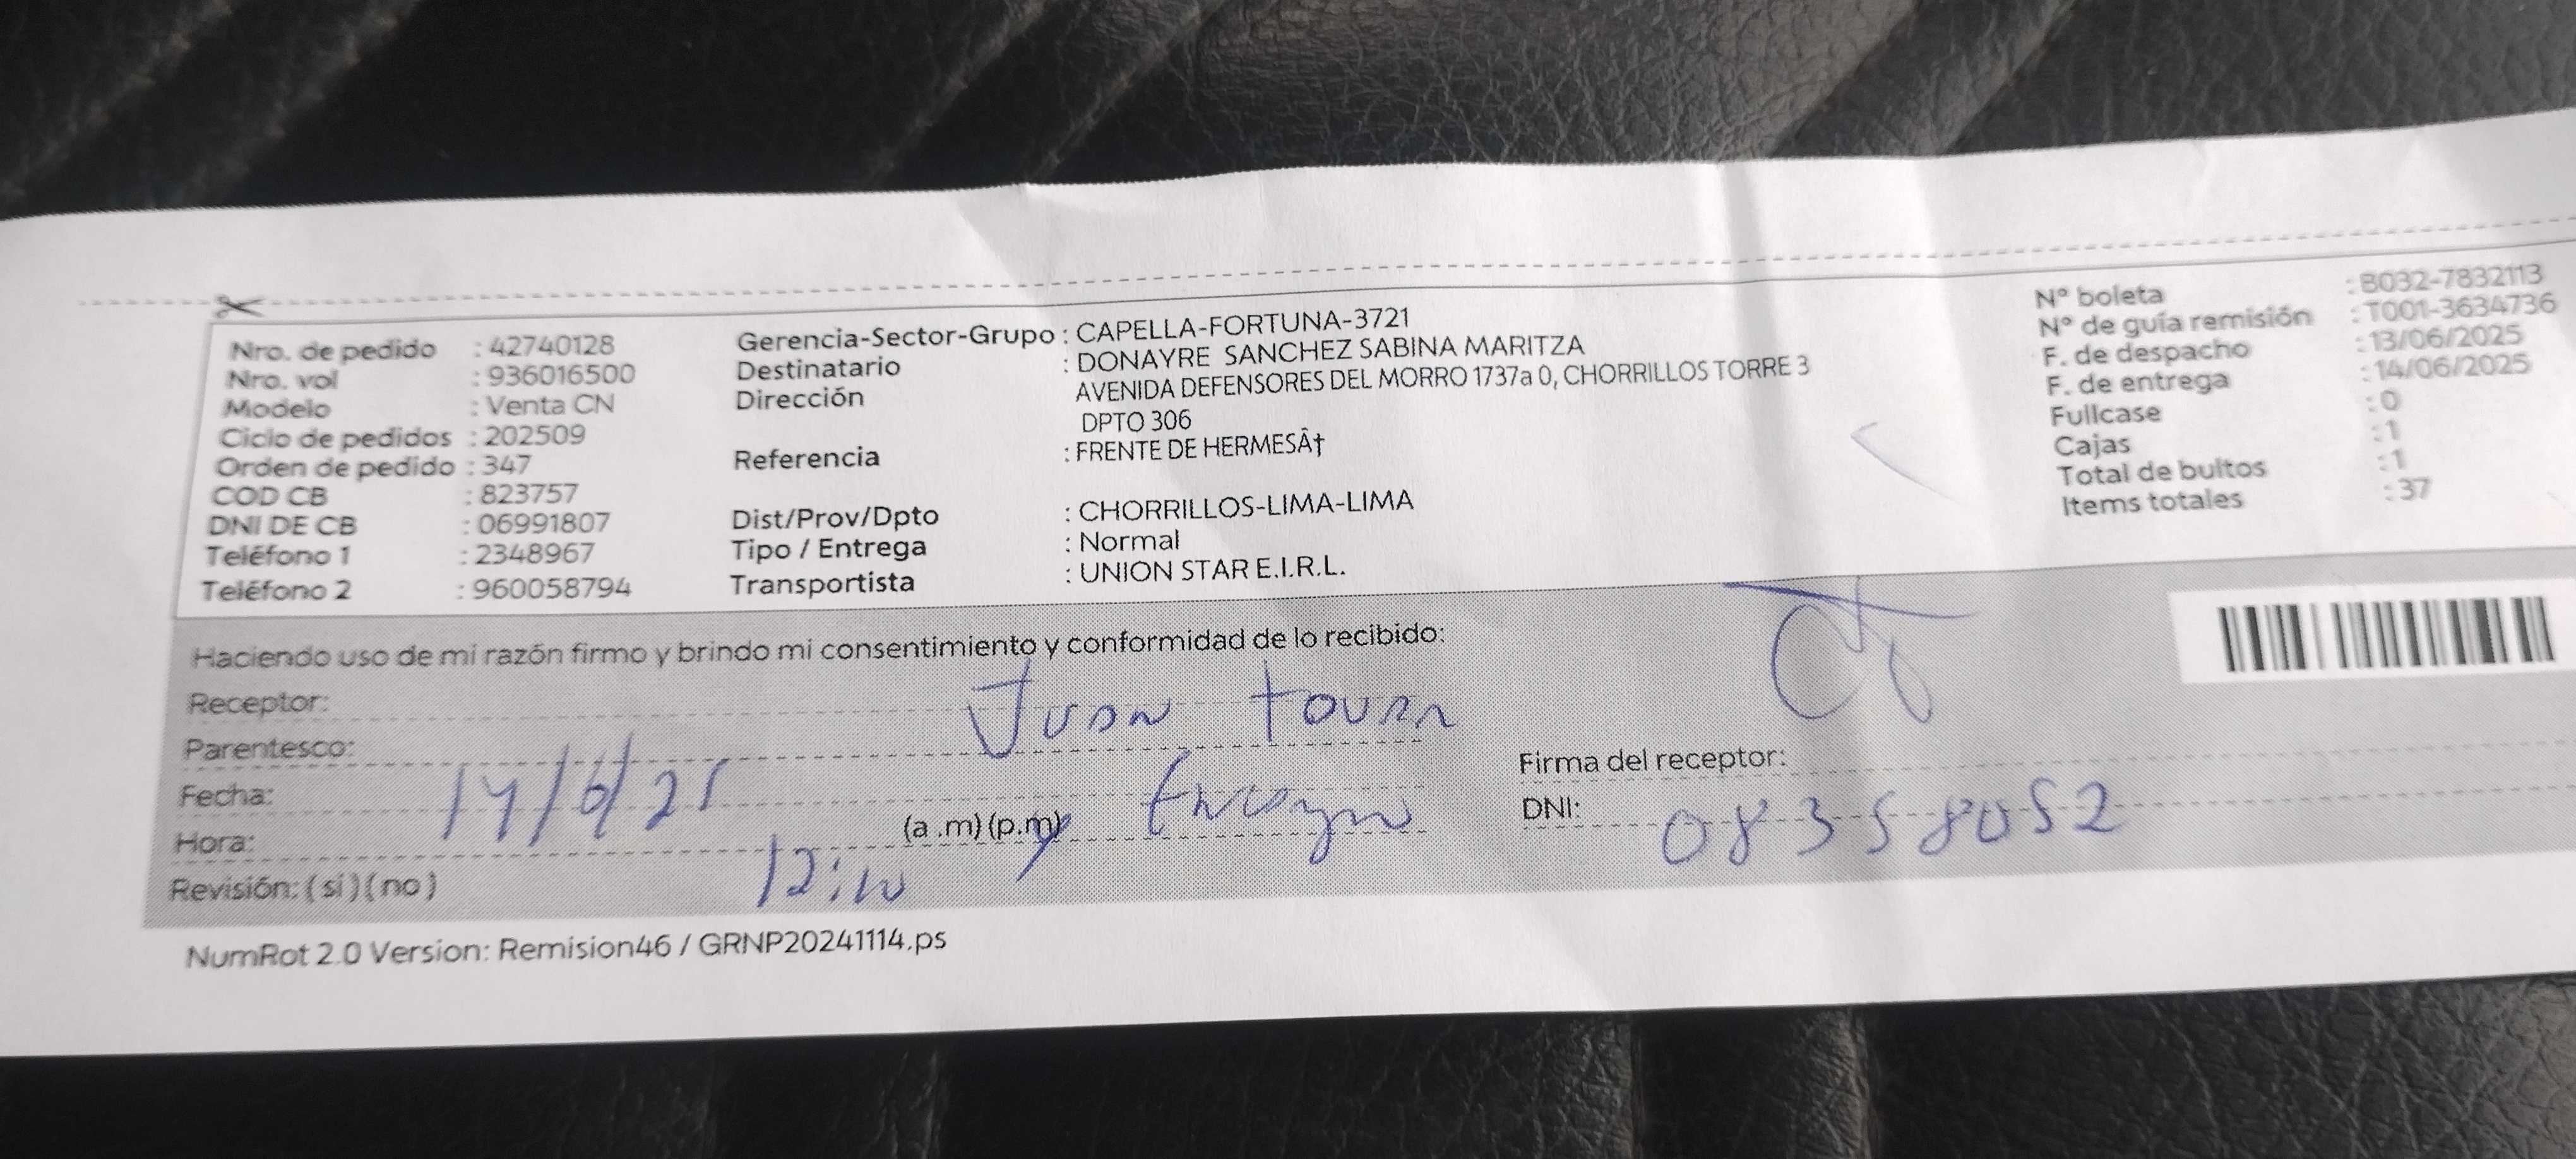 Nro. de pedido : 42740128
Nro. vol : 936016500
Modelo : Venta CN
Ciclo de pedidos : 202509
Orden de pedido : 347
COD CB : 823757
DNI DE CB : 06991807
Teléfono 1 : 2348967
Teléfono 2 : 960058794
Gerencia-Sector-Grupo : CAPELLA-FORTUNA-3721
Destinatario : DONAYRE SANCHEZ SABINA MARITZA
Dirección AVENIDA DEFENSORES DEL MORRO 1737a 0, CHORRILLOS TORRE 3
DPTO 306
Referencia : FRENTE DE HERMESÂ†
Dist/Prov/Dpto : CHORRILLOS-LIMA-LIMA
Tipo / Entrega : Normal
Transportista : UNION STAR E.I.R.L.
N° boleta : B032-7832113
N° de guía remisión : T001-3634736
F. de despacho : 13/06/2025
F. de entrega : 14/06/2025
Fullcase : 0
Cajas : 1
Total de bultos : 1
Items totales : 37
Haciendo uso de mi razón firmo y brindo mi consentimiento y conformidad de lo recibido:
Receptor: Juan
Parentesco:
Fecha: 14/6/25
Hora: 12:10 (a .m) (p.m)
Revisión: ( si ) ( no )
Firma del receptor:
DNI: 08358052
NumRot 2.0 Version: Remision46 / GRNP20241114.ps